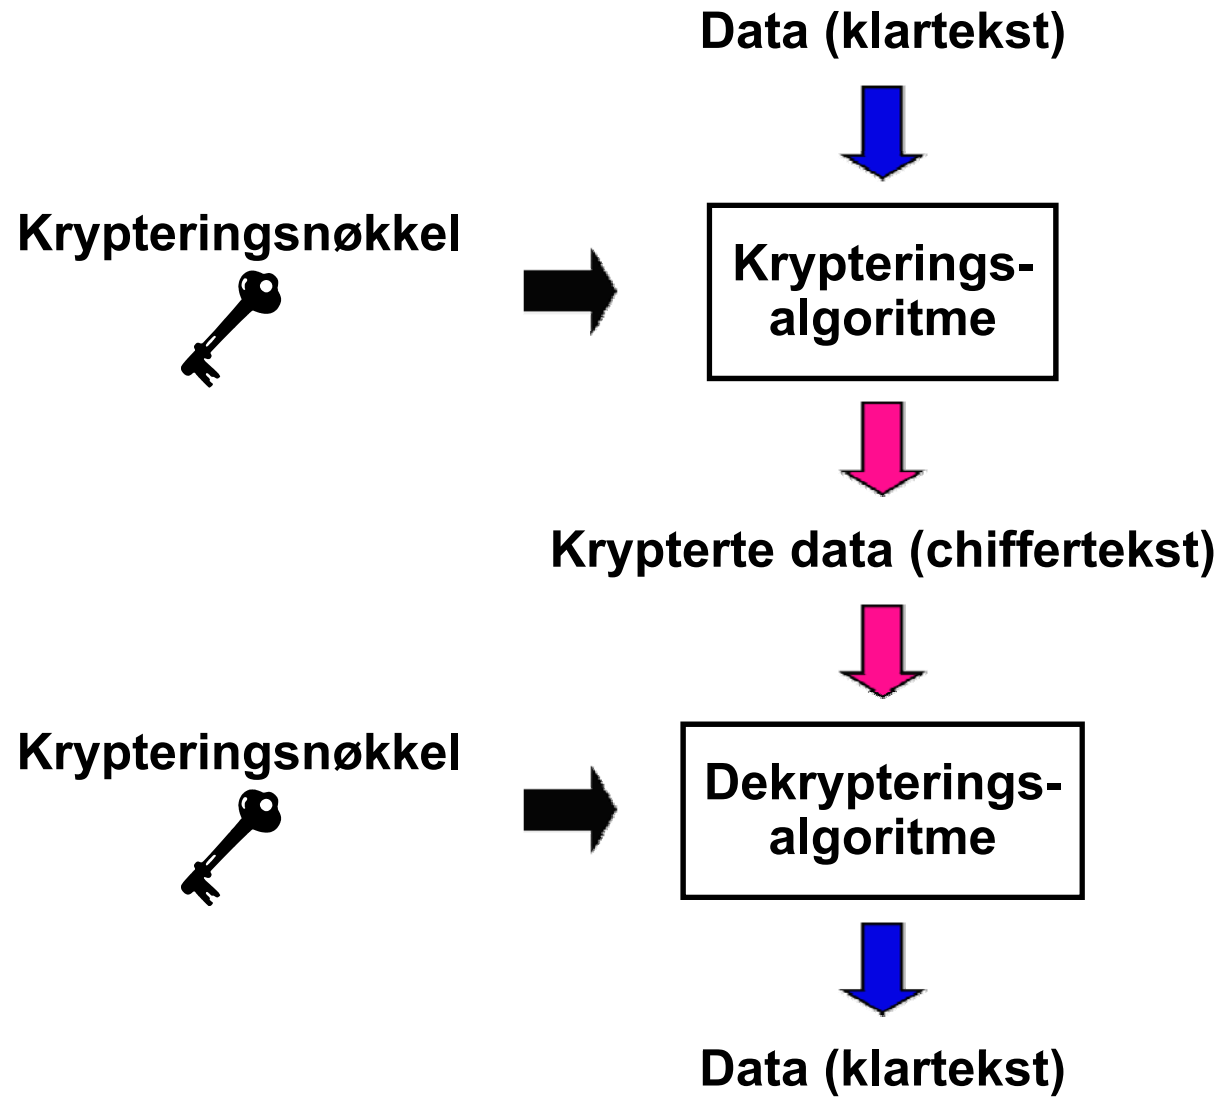 Data (klartekst)
Krypteringsnøkkel
Krypterings-
algoritme
Krypterte data (chiffertekst)
Krypteringsnøkkel
Dekrypterings-
algoritme
Data (klartekst)